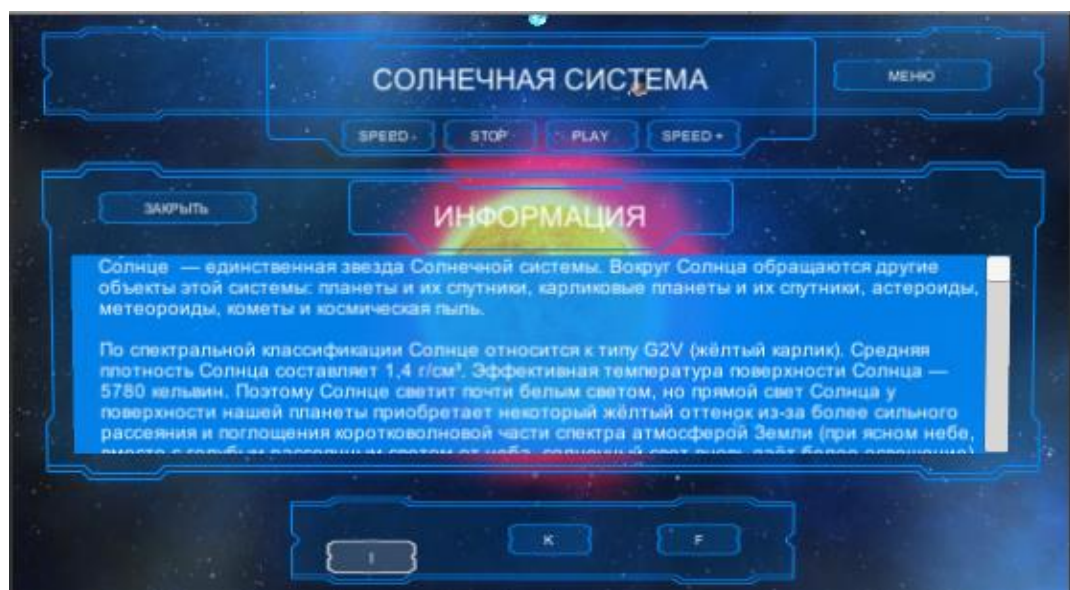 СОЛНЕЧНАЯ СИСТЕМА
МЕНЮ
SPEED -
STOP
PLAY
SPEED +
ЗАКРЫТЬ
ИНФОРМАЦИЯ
Солнце — единственная звезда Солнечной системы. Вокруг Солнца обращаются другие
объекты этой системы: планеты и их спутники, карликовые планеты и их спутники, астероиды,
метеороиды, кометы и космическая пыль.
По спектральной классификации Солнце относится к типу G2V (жёлтый карлик). Средняя
плотность Солнца составляет 1,4 г/см³. Эффективная температура поверхности Солнца —
5780 кельвин. Поэтому Солнце светит почти белым светом, но прямой свет Солнца у
поверхности нашей планеты приобретает некоторый жёлтый оттенок из-за более сильного
рассеяния и поглощения коротковолновой части спектра атмосферой Земли (при ясном небе,
I
K
F